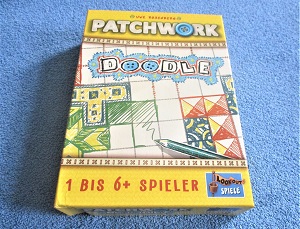 UWE ROSENBERG
PATCHWORK
DOODLE
1 BIS 6+ SPIELER
LOOKOUT
SPIELE